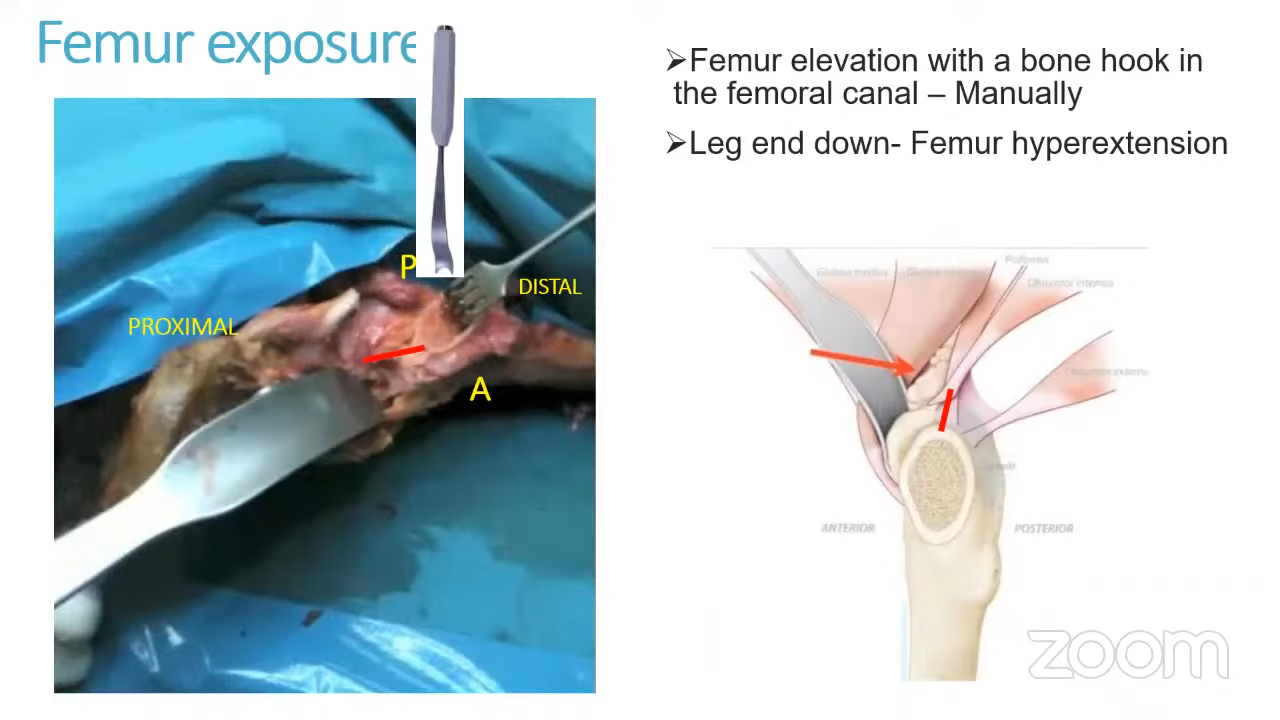 Femur exposure
➢Femur elevation with a bone hook in
the femoral canal – Manually
➢Leg end down- Femur hyperextension
P
DISTAL
PROXIMAL
A
Gluteus medius
Piriformis
Obturator internus
ANTERIOR
POSTERIOR
zoom